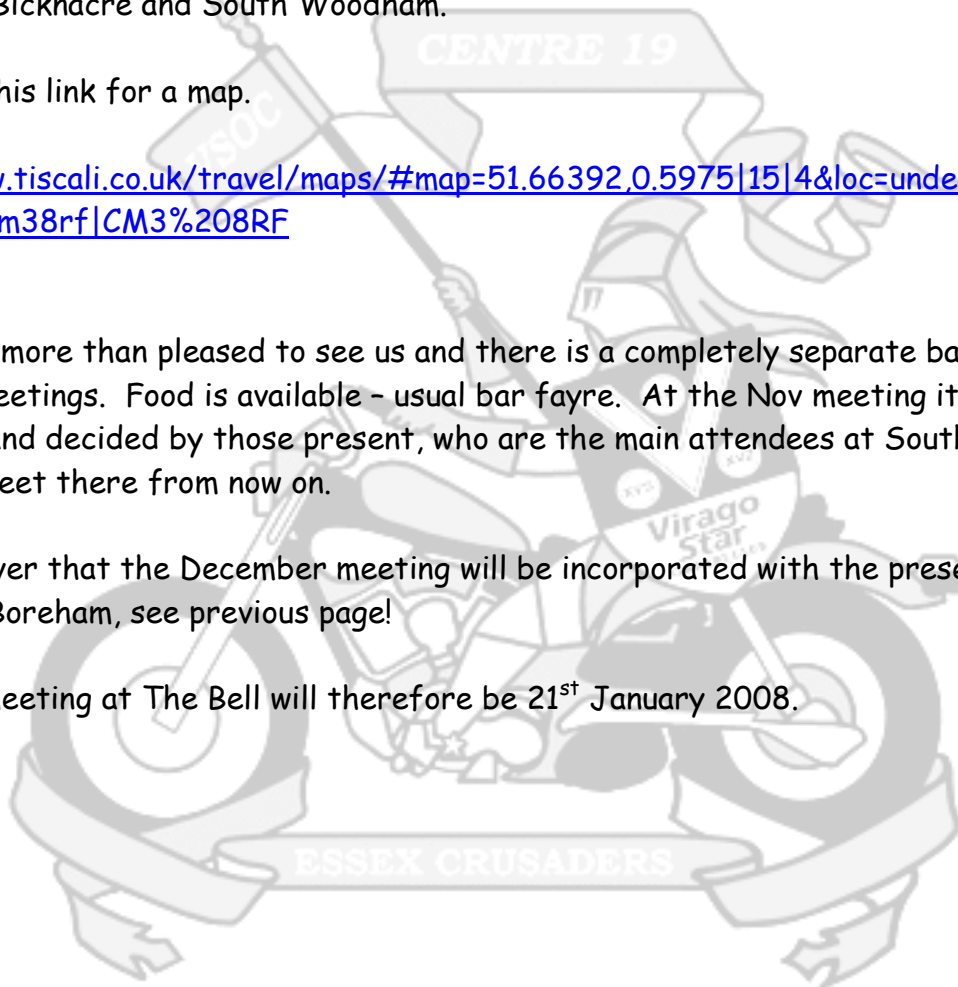 Bicknacre and South Woodham.
CENTRE 19
his link for a map.
VSOC
w.tiscali.co.uk/travel/maps/#map=51.66392,0.5975|15|4&loc=unde
m38rf|CM3%208RF
more than pleased to see us and there is a completely separate ba
eetings. Food is available – usual bar fayre. At the Nov meeting it
nd decided by those present, who are the main attendees at South
eet there from now on.
Virago
Star
ver that the December meeting will be incorporated with the prese
Boreham, see previous page!
eeting at The Bell will therefore be 21st January 2008.
ESSEX CRUSADERS